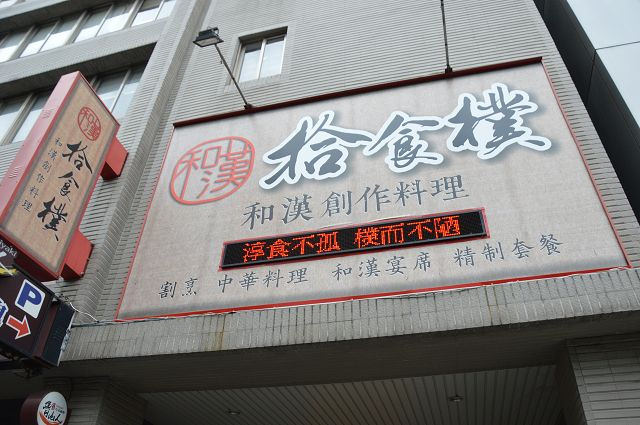 和漢
拾食樸
和漢創作料理
淳食不孤 樸而不陋
割烹 中華料理 和漢宴席 精制套餐
和漢
拾食樸
和漢創作料理
P